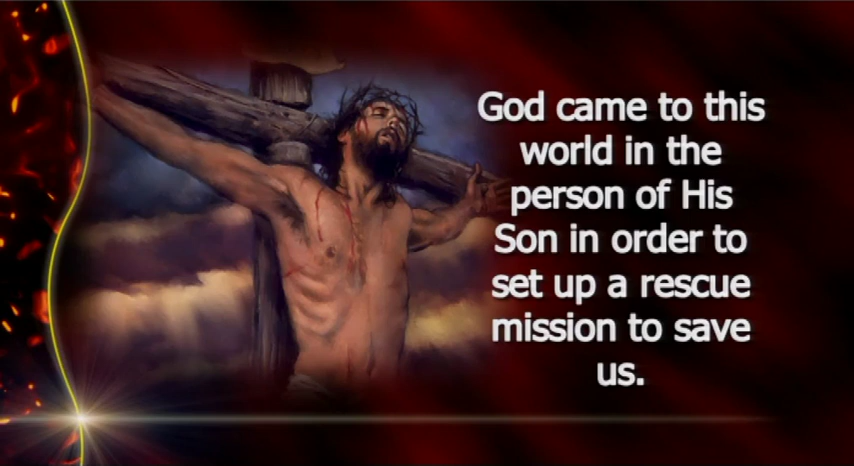 God came to this
world in the
person of His
Son in order to
set up a rescue
mission to save
us.